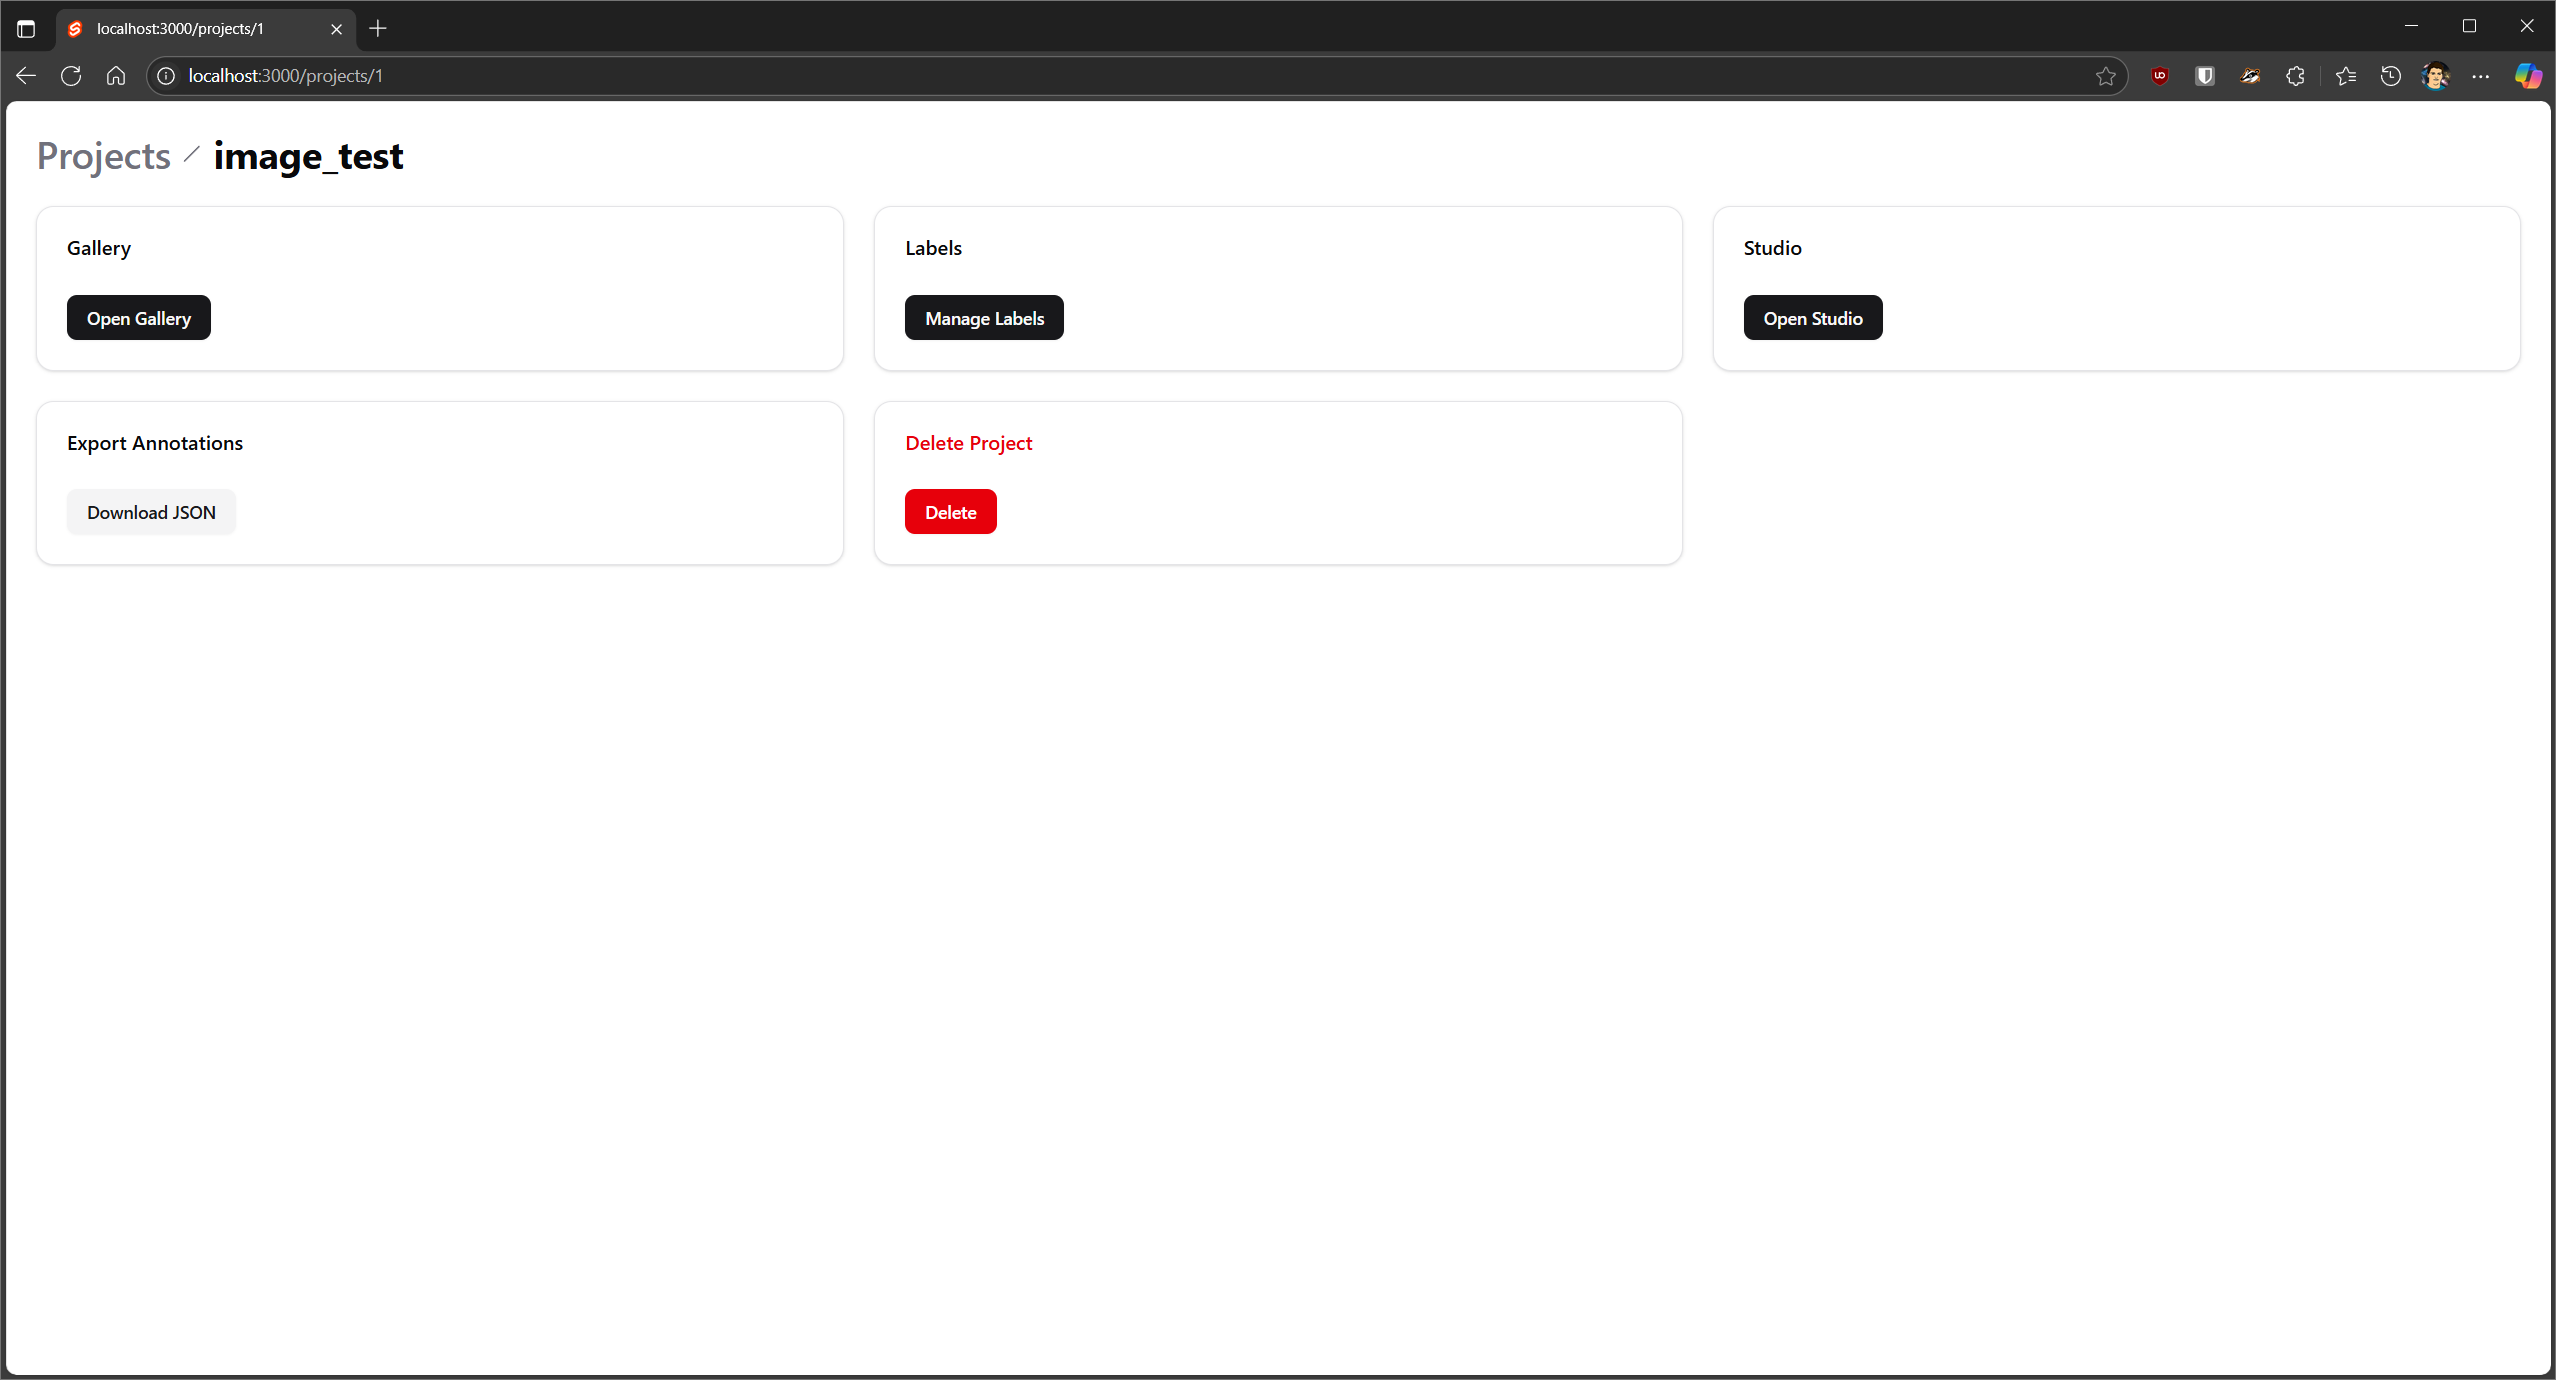 localhost:3000/projects/1
localhost:3000/projects/1
Projects / image_test
Gallery
Open Gallery
Labels
Manage Labels
Studio
Open Studio
Export Annotations
Download JSON
Delete Project
Delete